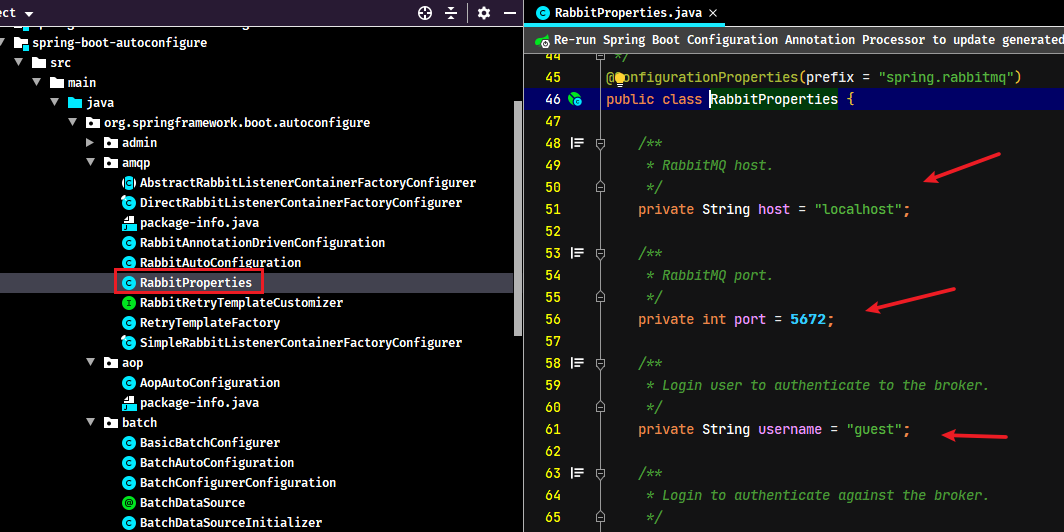 ect
spring-boot-autoconfigure
src
main
java
org.springframework.boot.autoconfigure
admin
amqp
AbstractRabbitListenerContainerFactoryConfigurer
DirectRabbitListenerContainerFactoryConfigurer
package-info.java
RabbitAnnotationDrivenConfiguration
RabbitAutoConfiguration
RabbitProperties
RabbitRetryTemplateCustomizer
RetryTemplateFactory
SimpleRabbitListenerContainerFactoryConfigurer
aop
AopAutoConfiguration
package-info.java
batch
BasicBatchConfigurer
BatchAutoConfiguration
BatchConfigurerConfiguration
BatchDataSource
BatchDataSourceInitializer
RabbitProperties.java
Re-run Spring Boot Configuration Annotation Processor to update generated
44 */
45 @ConfigurationProperties(prefix = "spring.rabbitmq")
46 public class RabbitProperties {
47
48 /**
49 * RabbitMQ host.
50 */
51 private String host = "localhost";
52
53 /**
54 * RabbitMQ port.
55 */
56 private int port = 5672;
57
58 /**
59 * Login user to authenticate to the broker.
60 */
61 private String username = "guest";
62
63 /**
64 * Login to authenticate against the broker.
65 */